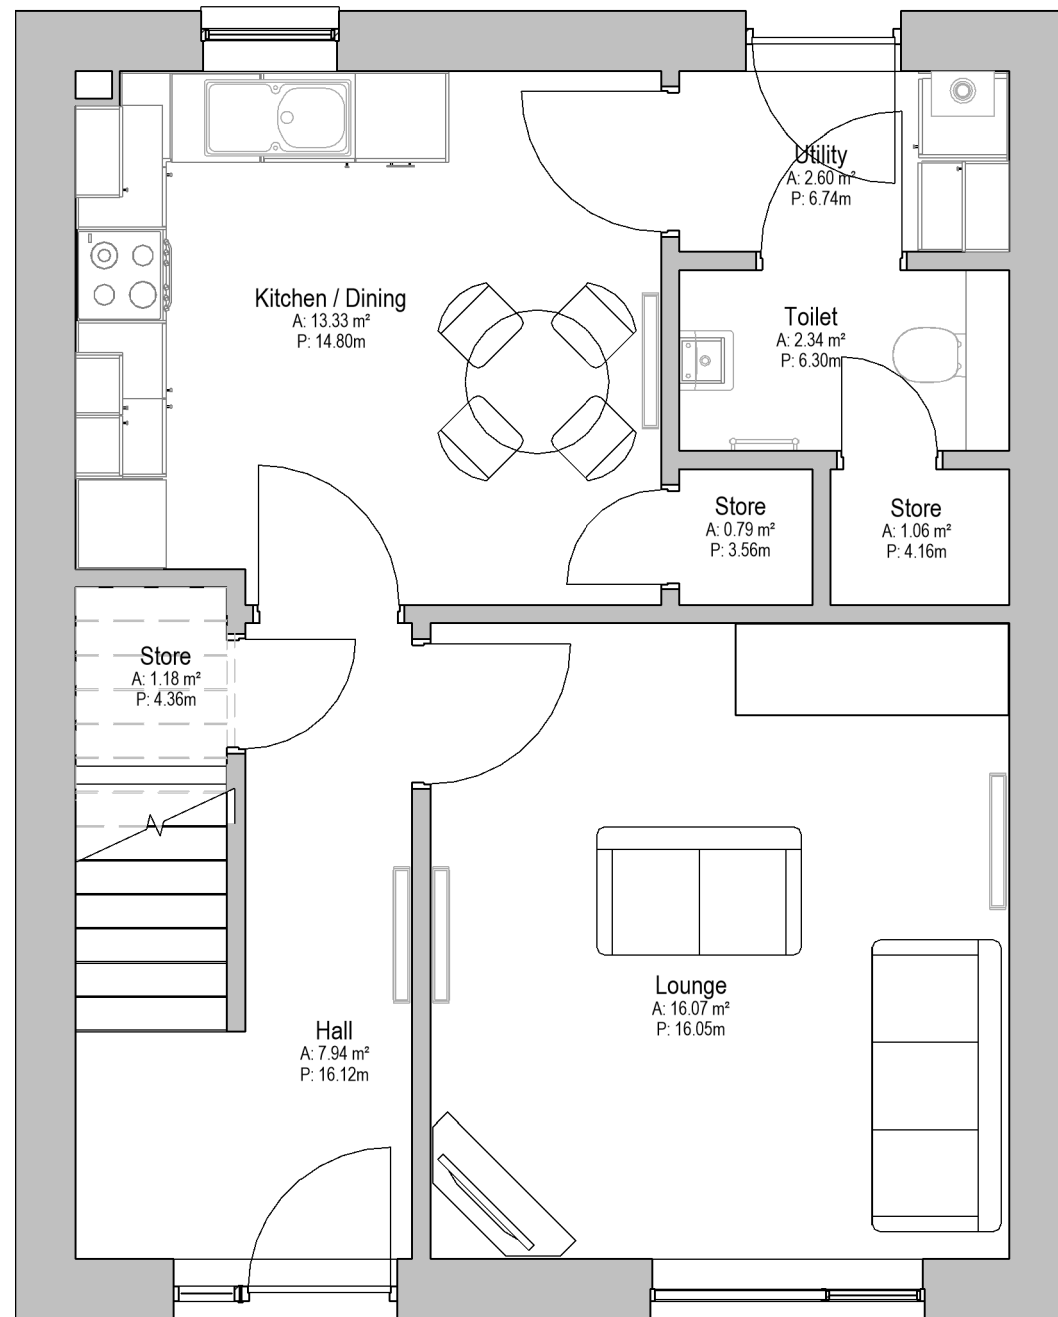 Utility
A: 2.60 m²
P: 6.74m
Kitchen / Dining
A: 13.33 m²
P: 14.80m
Toilet
A: 2.34 m²
P: 6.30m
Store
A: 0.79 m²
P: 3.56m
Store
A: 1.06 m²
P: 4.16m
Store
A: 1.18 m²
P: 4.36m
Lounge
A: 16.07 m²
P: 16.05m
Hall
A: 7.94 m²
P: 16.12m